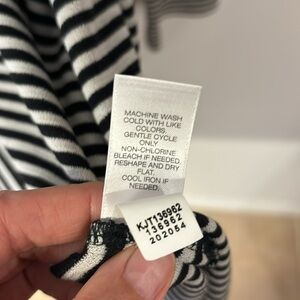 MACHINE WASH
COLD WITH LIKE
COLORS,
GENTLE CYCLE
ONLY
NON-CHLORINE
BLEACH IF NEEDED.
RESHAPE AND DRY
FLAT.
COOL IRON IF
NEEDED.
KJT136962
136962
202054